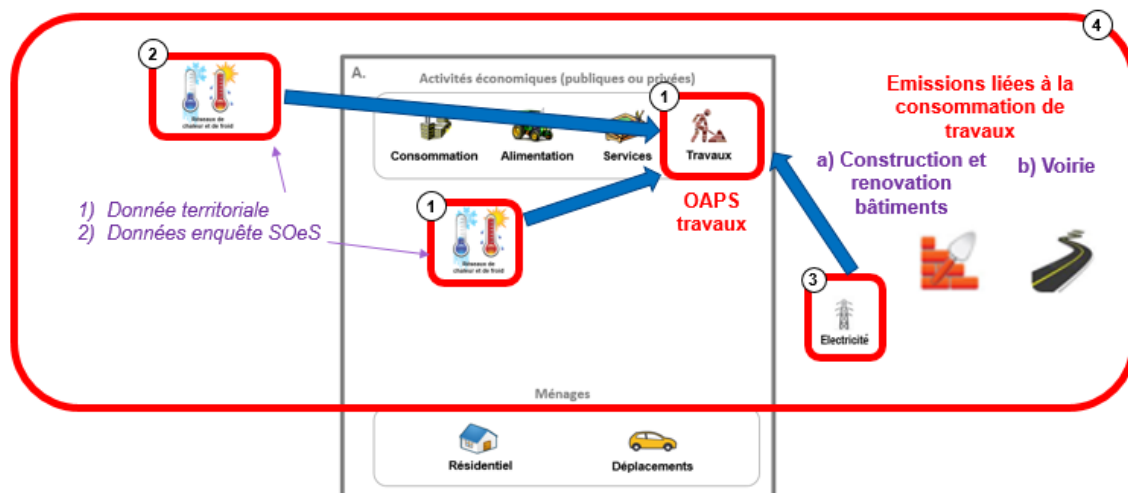 4
2
A.
Activités économiques (publiques ou privées)
1
Réseaux de
chaleur et de froid
Consommation
Alimentation
Services
Travaux
Emissions liées à la
consommation de
travaux
a) Construction et
renovation
bâtiments
b) Voirie
1) Donnée territoriale
2) Données enquête SOeS
1
Réseaux de
chaleur et de froid
OAPS
travaux
3
Electricité
Ménages
Résidentiel
Déplacements